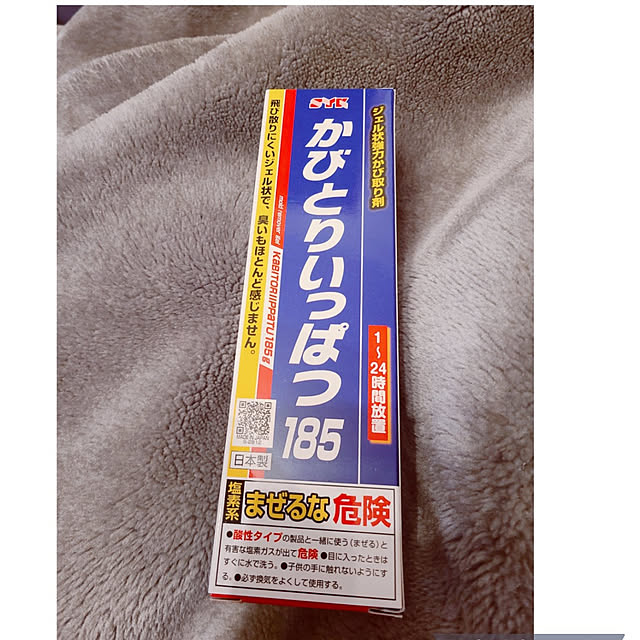 SYK
ジェル状強力かび取り剤
かびとりいっぱつ
185
1～24時間放置
飛び散りにくいジェル状で、臭いもほとんど感じません。
KABITORIIPPATU 185g
MADE IN JAPAN
日本製
塩素系
まぜるな 危険
●酸性タイプの製品と一緒に使う(まぜる)と
有害な塩素ガスが出て危険●目に入ったときは
すぐに水で洗う。●子供の手に触れないようにす
る。●必ず換気をよくして使用する。